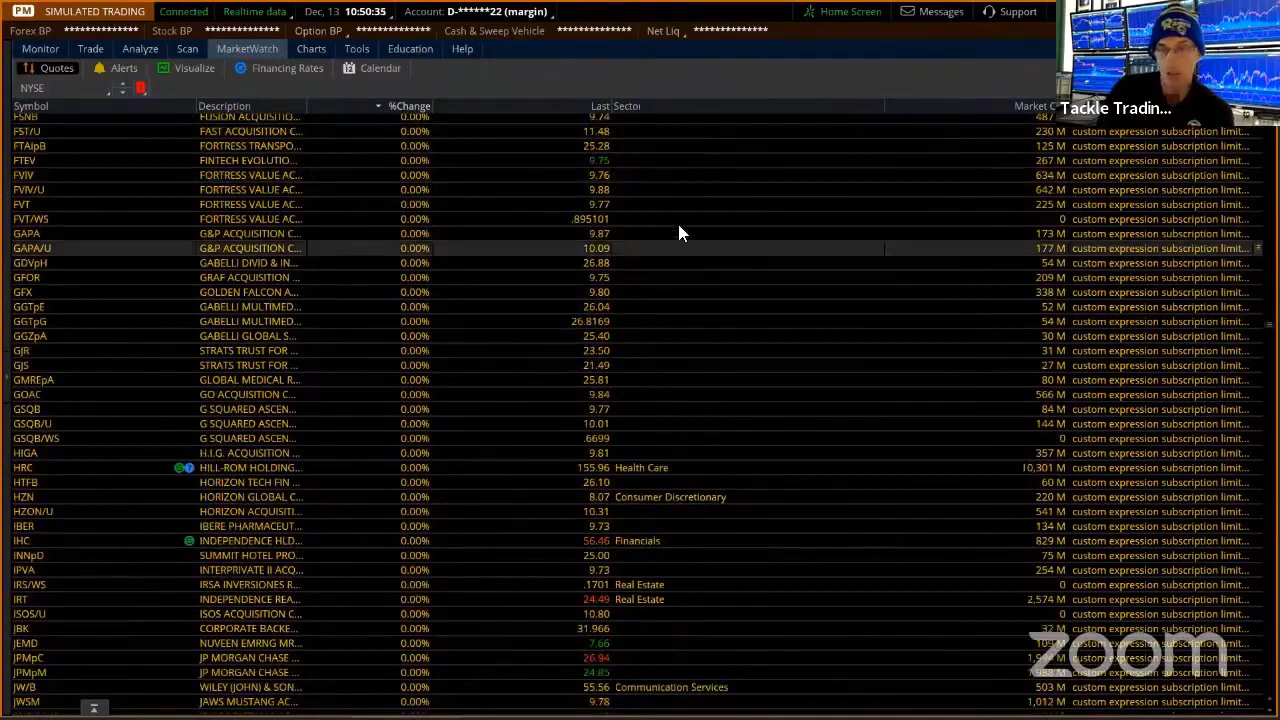 PM SIMULATED TRADING Connected Realtime data Dec, 13 10:50:35 Account: D-******22 (margin) Home Screen Messages Support
Forex BP ************** Stock BP ************** Option BP ************** Cash & Sweep Vehicle ************** Net Liq **************
Monitor Trade Analyze Scan MarketWatch Charts Tools Education Help
Quotes Alerts Visualize Financing Rates 12 Calendar
NYSE
Tackle Tradin...
Symbol Description %Change Last Sector Market C
FSNB FUSION ACQUISITIO... 0.00% 9.74 487
FST/U FAST ACQUISITION C... 0.00% 11.48 230 M custom expression subscription limit...
FTAIpB FORTRESS TRANSPO... 0.00% 25.28 125 M custom expression subscription limit...
FTEV FINTECH EVOLUTIO... 0.00% 9.75 267 M custom expression subscription limit...
FVIV FORTRESS VALUE AC... 0.00% 9.76 634 M custom expression subscription limit...
FVIV/U FORTRESS VALUE AC... 0.00% 9.88 642 M custom expression subscription limit...
FVT FORTRESS VALUE AC... 0.00% 9.77 225 M custom expression subscription limit...
FVT/WS FORTRESS VALUE AC... 0.00% .895101 0 custom expression subscription limit...
GAPA G&P ACQUISITION C... 0.00% 9.87 173 M custom expression subscription limit...
GAPA/U G&P ACQUISITION C... 0.00% 10.09 177 M custom expression subscription limit...
GDVpH GABELLI DIVID & IN... 0.00% 26.88 54 M custom expression subscription limit...
GFOR GRAF ACQUISITION ... 0.00% 9.75 209 M custom expression subscription limit...
GFX GOLDEN FALCON A... 0.00% 9.80 338 M custom expression subscription limit...
GGTpE GABELLI MULTIMED... 0.00% 26.04 52 M custom expression subscription limit...
GGTpG GABELLI MULTIMED... 0.00% 26.8169 54 M custom expression subscription limit...
GGZpA GABELLI GLOBAL S... 0.00% 25.40 30 M custom expression subscription limit...
GJR STRATS TRUST FOR ... 0.00% 23.50 31 M custom expression subscription limit...
GJS STRATS TRUST FOR ... 0.00% 21.49 27 M custom expression subscription limit...
GMREpA GLOBAL MEDICAL R... 0.00% 25.81 80 M custom expression subscription limit...
GOAC GO ACQUISITION C... 0.00% 9.84 566 M custom expression subscription limit...
GSQB G SQUARED ASCEN... 0.00% 9.77 84 M custom expression subscription limit...
GSQB/U G SQUARED ASCEN... 0.00% 10.01 144 M custom expression subscription limit...
GSQB/WS G SQUARED ASCEN... 0.00% .6699 0 custom expression subscription limit...
HIGA H.I.G. ACQUISITION ... 0.00% 9.81 357 M custom expression subscription limit...
HRC HILL-ROM HOLDING... 0.00% 155.96 Health Care 10,301 M custom expression subscription limit...
HTFB HORIZON TECH FIN ... 0.00% 26.10 60 M custom expression subscription limit...
HZN HORIZON GLOBAL C... 0.00% 8.07 Consumer Discretionary 220 M custom expression subscription limit...
HZON/U HORIZON ACQUISITI... 0.00% 10.31 541 M custom expression subscription limit...
IBER IBERE PHARMACEUT... 0.00% 9.73 134 M custom expression subscription limit...
IHC INDEPENDENCE HLD... 0.00% 56.46 Financials 829 M custom expression subscription limit...
INNpD SUMMIT HOTEL PRO... 0.00% 25.00 75 M custom expression subscription limit...
IPVA INTERPRIVATE II ACQ... 0.00% 9.73 254 M custom expression subscription limit...
IRS/WS IRSA INVERSIONES R... 0.00% .1701 Real Estate 0 custom expression subscription limit...
IRT INDEPENDENCE REA... 0.00% 24.49 Real Estate 2,574 M custom expression subscription limit...
ISOS/U ISOS ACQUISITION C... 0.00% 10.80 0 custom expression subscription limit...
JBK CORPORATE BACKE... 0.00% 31.966 32 M custom expression subscription limit...
JEMD NUVEEN EMRNG MR... 0.00% 7.66 custom expression subscription limit...
JPMpC JP MORGAN CHASE ... 0.00% 26.94 custom expression subscription limit...
JPMpM JP MORGAN CHASE ... 0.00% 24.85 custom expression subscription limit...
JW/B WILEY (JOHN) & SON... 0.00% 55.56 Communication Services 503 M custom expression subscription limit...
JWSM JAWS MUSTANG AC... 0.00% 9.78 1,012 M custom expression subscription limit...
zoom